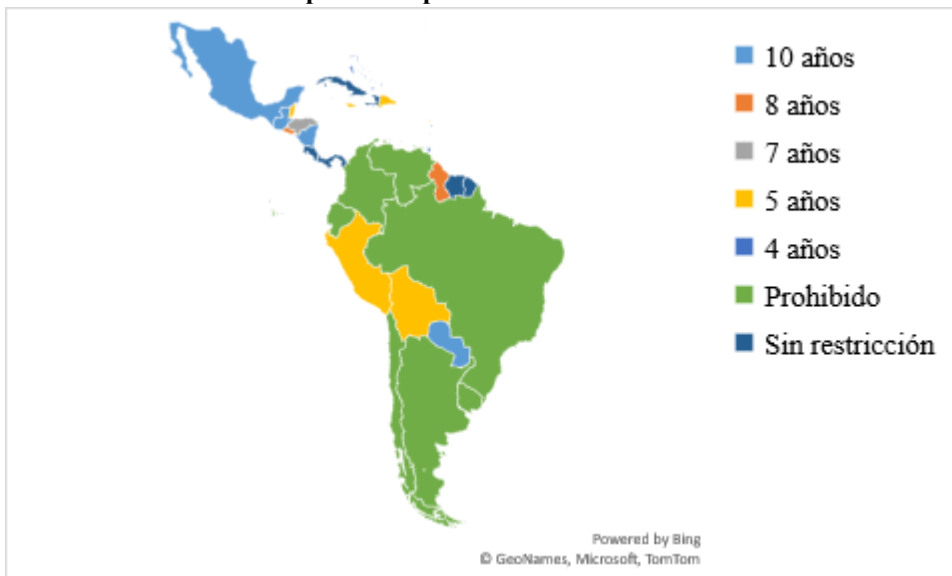 10 años
8 años
7 años
5 años
4 años
Prohibido
Sin restricción
Powered by Bing
© GeoNames, Microsoft, TomTom